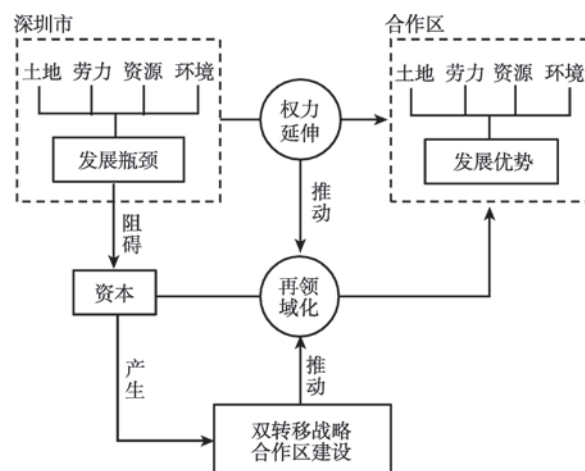 深圳市
合作区
土地 劳力 资源 环境
土地 劳力 资源 环境
权力
延伸
发展瓶颈
发展优势
阻碍
推动
资本
再领
域化
产生
推动
双转移战略
合作区建设